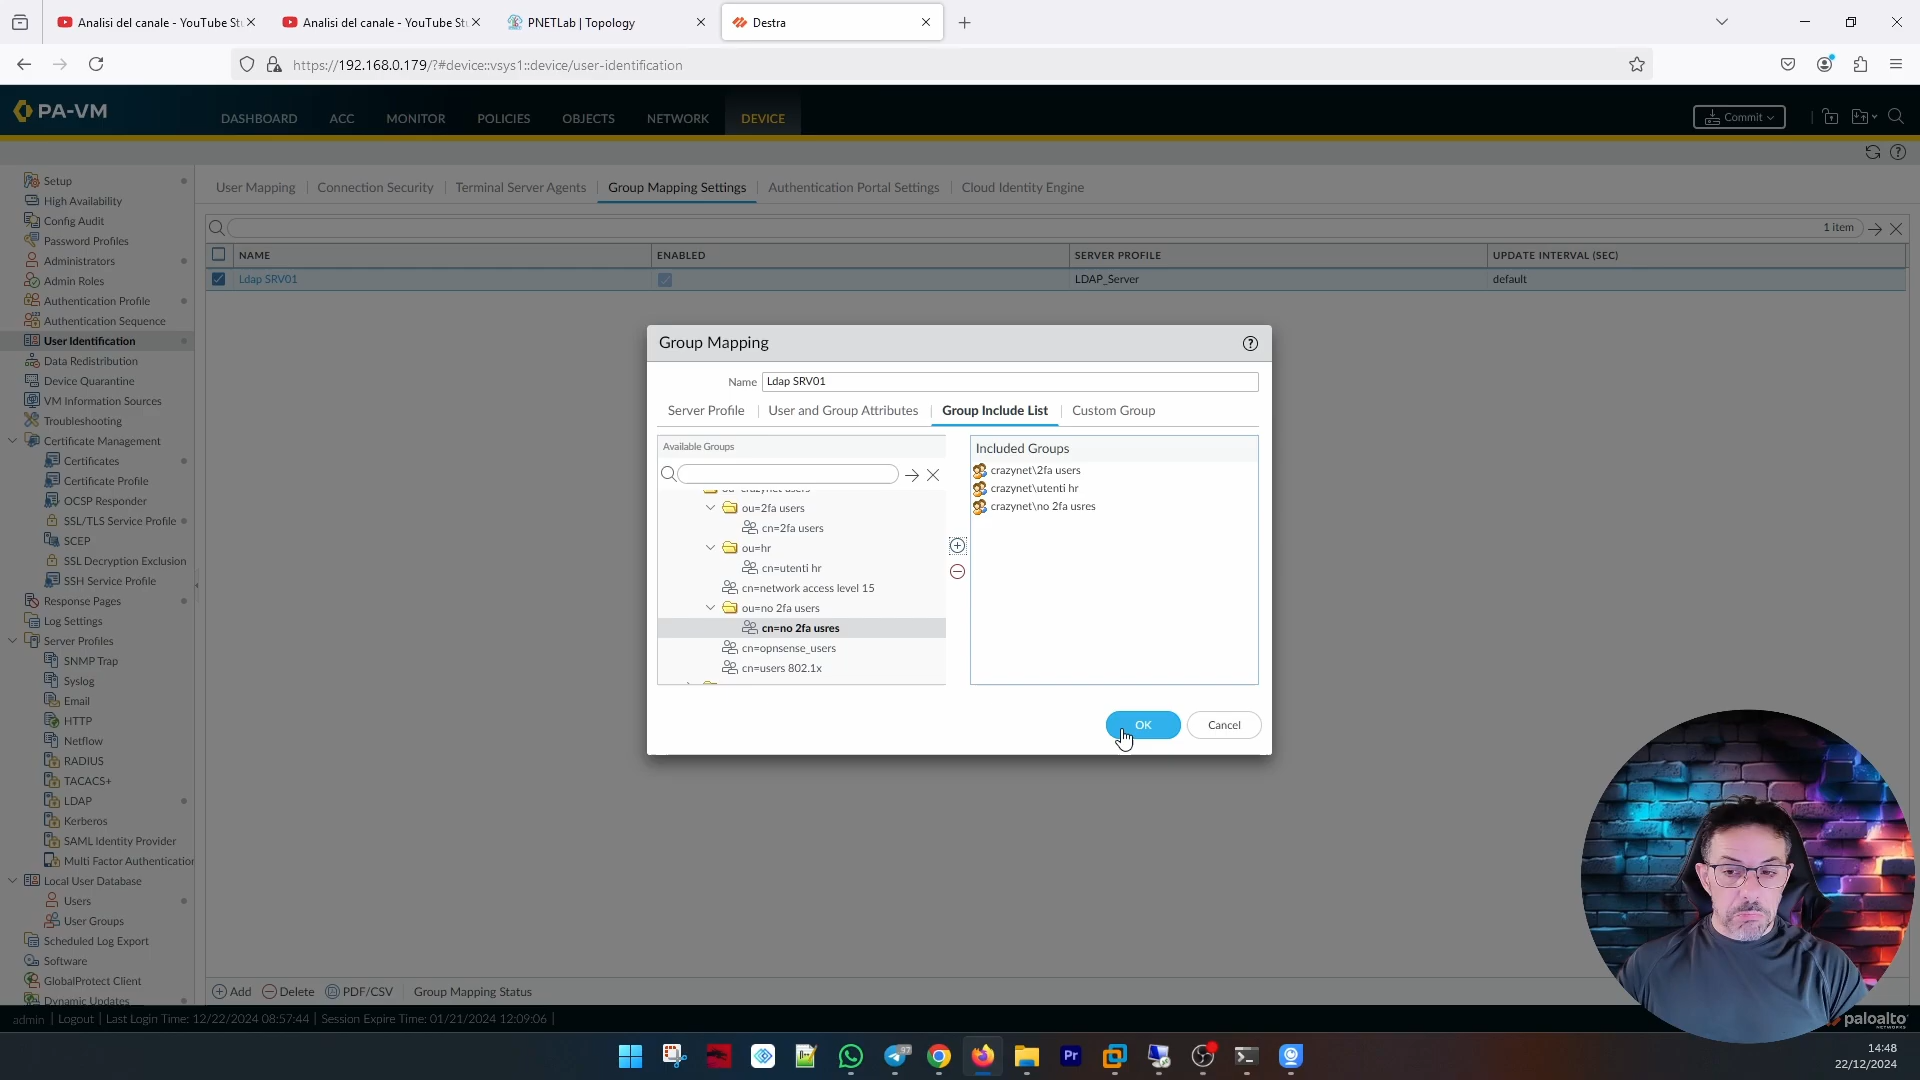 Analisi del canale - YouTube St
Analisi del canale - YouTube St
PNETLab | Topology
Destra
https://192.168.0.179/?#device::vsys1::device/user-identification
PA-VM
DASHBOARD
ACC
MONITOR
POLICIES
OBJECTS
NETWORK
DEVICE
Commit
Setup
High Availability
Config Audit
Password Profiles
Administrators
Admin Roles
Authentication Profile
Authentication Sequence
User Identification
Data Redistribution
Device Quarantine
VM Information Sources
Troubleshooting
Certificate Management
Certificates
Certificate Profile
OCSP Responder
SSL/TLS Service Profile
SCEP
SSL Decryption Exclusion
SSH Service Profile
Response Pages
Log Settings
Server Profiles
SNMP Trap
Syslog
Email
HTTP
Netflow
RADIUS
TACACS+
LDAP
Kerberos
SAML Identity Provider
Multi Factor Authentication
Local User Database
Users
User Groups
Scheduled Log Export
Software
GlobalProtect Client
Dynamic Updates
User Mapping
Connection Security
Terminal Server Agents
Group Mapping Settings
Authentication Portal Settings
Cloud Identity Engine
1 item
NAME
ENABLED
SERVER PROFILE
UPDATE INTERVAL (SEC)
Ldap SRV01
LDAP_Server
default
Group Mapping
Name
Ldap SRV01
Server Profile
User and Group Attributes
Group Include List
Custom Group
Available Groups
ou=crazynet users
ou=2fa users
cn=2fa users
ou=hr
cn=utenti hr
cn=network access level 15
ou=no 2fa users
cn=no 2fa usres
cn=opnsense_users
cn=users 802.1x
Included Groups
crazynet\2fa users
crazynet\utenti hr
crazynet\no 2fa usres
OK
Cancel
Add
Delete
PDF/CSV
Group Mapping Status
admin | Logout | Last Login Time: 12/22/2024 08:57:44 | Session Expire Time: 01/21/2024 12:09:06 |
paloalto
NETWORKS
97
Pr
14:48
22/12/2024